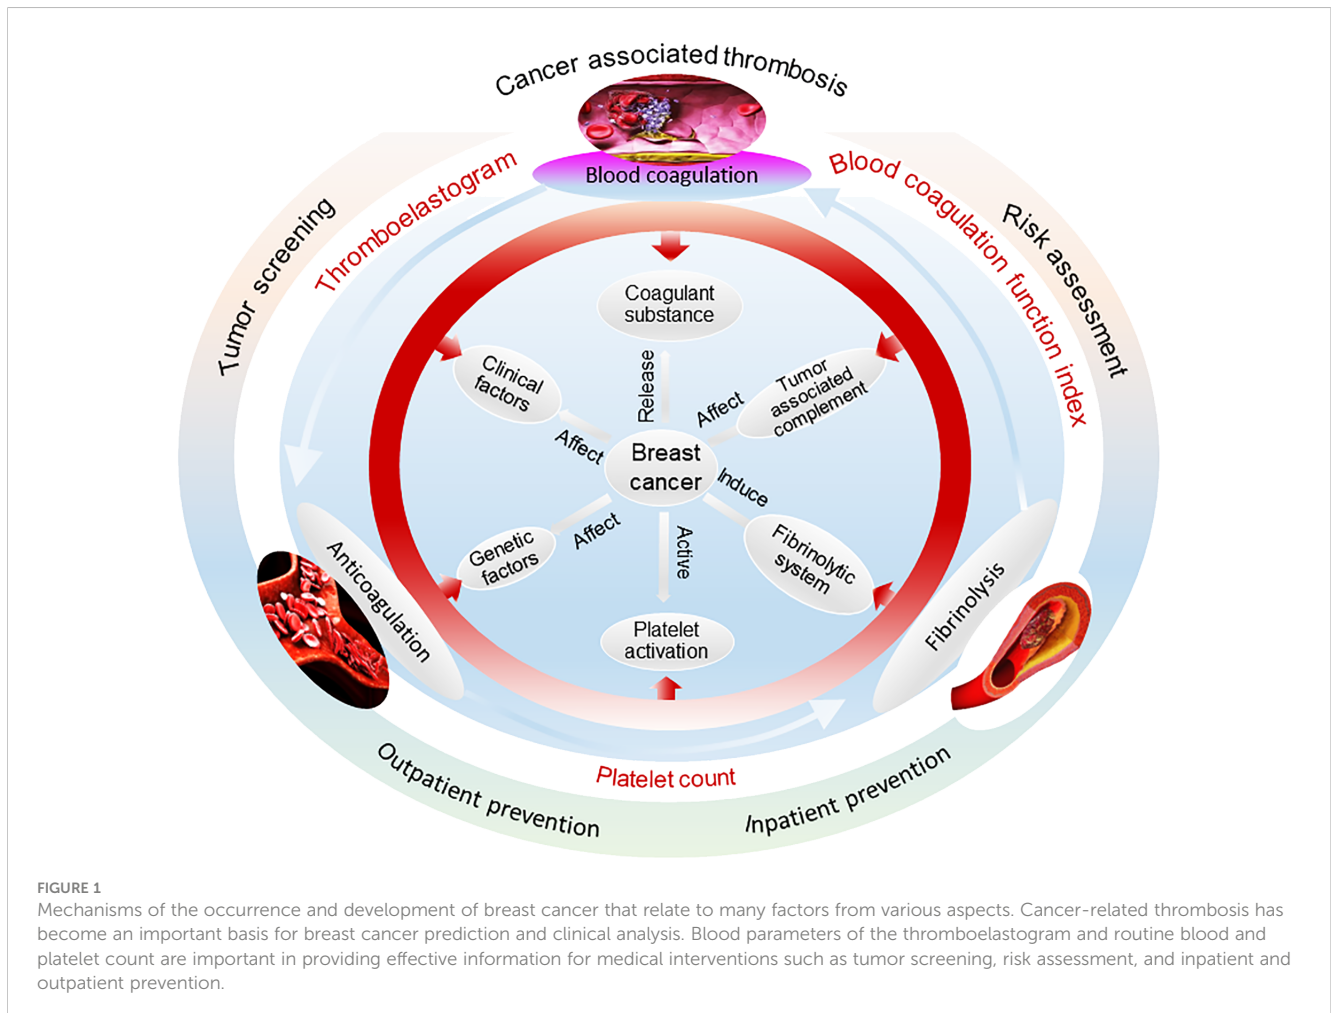 Cancer associated thrombosis
Blood coagulation
Thromboelastogram
Blood coagulation function index
Tumor screening
Risk assessment
Coagulant
substance
Clinical
factors
Release
Affect
Tumor
associated
complement
Affect
Breast
cancer
Induce
Affect
Active
Genetic
factors
Fibrinolytic
system
Anticoagulation
Fibrinolysis
Platelet
activation
Platelet count
Outpatient prevention
Inpatient prevention
FIGURE 1
Mechanisms of the occurrence and development of breast cancer that relate to many factors from various aspects. Cancer-related thrombosis has
become an important basis for breast cancer prediction and clinical analysis. Blood parameters of the thromboelastogram and routine blood and
platelet count are important in providing effective information for medical interventions such as tumor screening, risk assessment, and inpatient and
outpatient prevention.